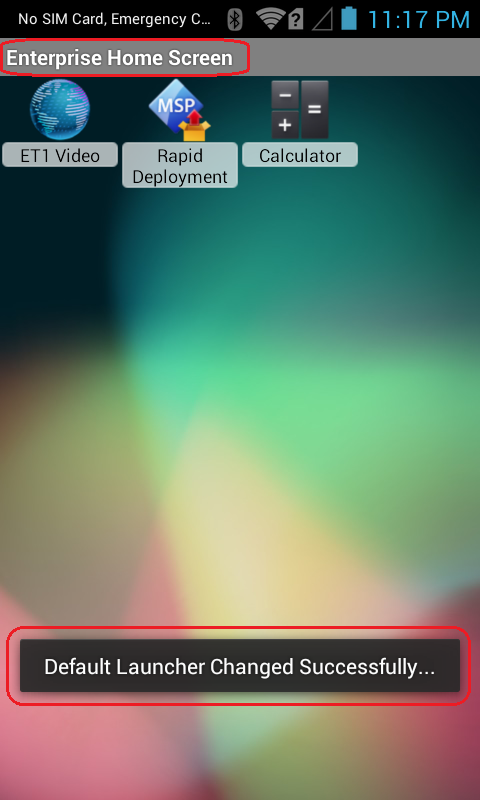 No SIM Card, Emergency C...
11:17 PM
Enterprise Home Screen
MSP
ET1 Video
Rapid
Deployment
Calculator
Default Launcher Changed Successfully...